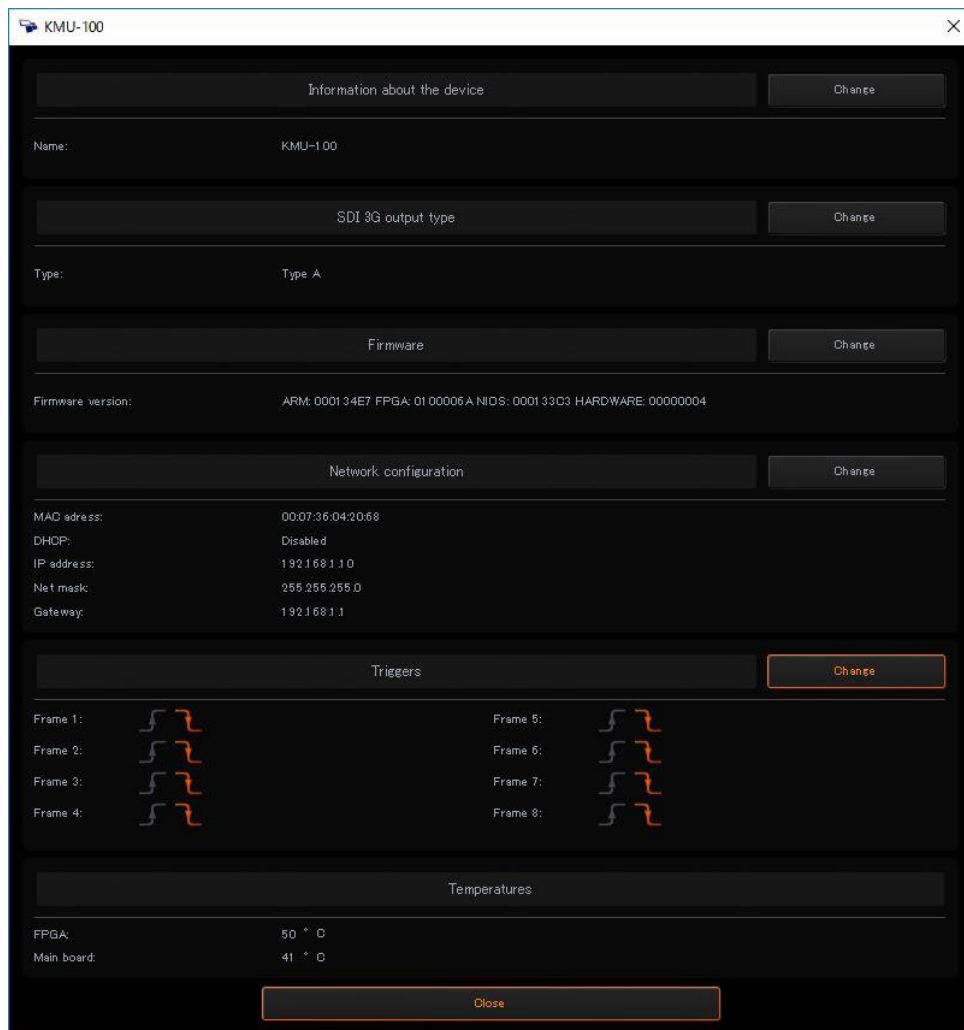 KMU-100
Information about the device Change
Name: KMU-100
SDI 3G output type Change
Type: Type A
Firmware Change
Firmware version: ARM: 000134E7 FPGA: 0100006A NIOS: 000133C3 HARDWARE: 00000004
Network configuration Change
MAC adress: 00:07:36:04:20:68
DHCP: Disabled
IP address: 192.168.1.10
Net mask: 255.255.255.0
Gateway: 192.168.1.1
Triggers Change
Frame 1: Frame 5:
Frame 2: Frame 6:
Frame 3: Frame 7:
Frame 4: Frame 8:
Temperatures
FPGA: 50 ° C
Main board: 41 ° C
Close